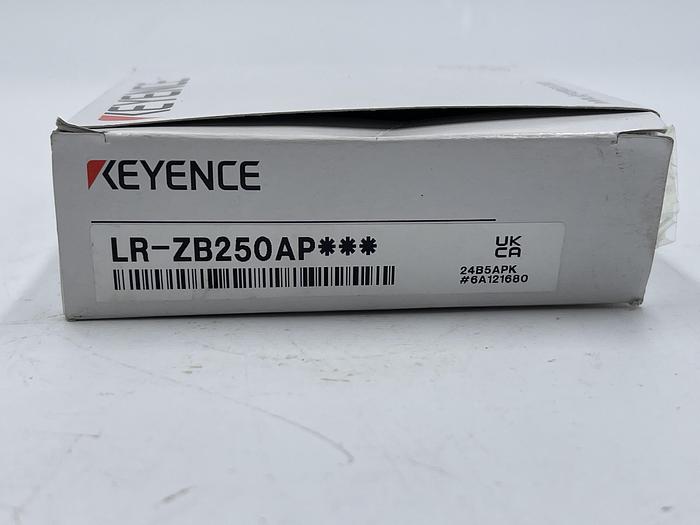 KEYENCE
KEYENCE
LR-ZB250AP✱✱✱
UK
CA
24B5APK
#6A121680